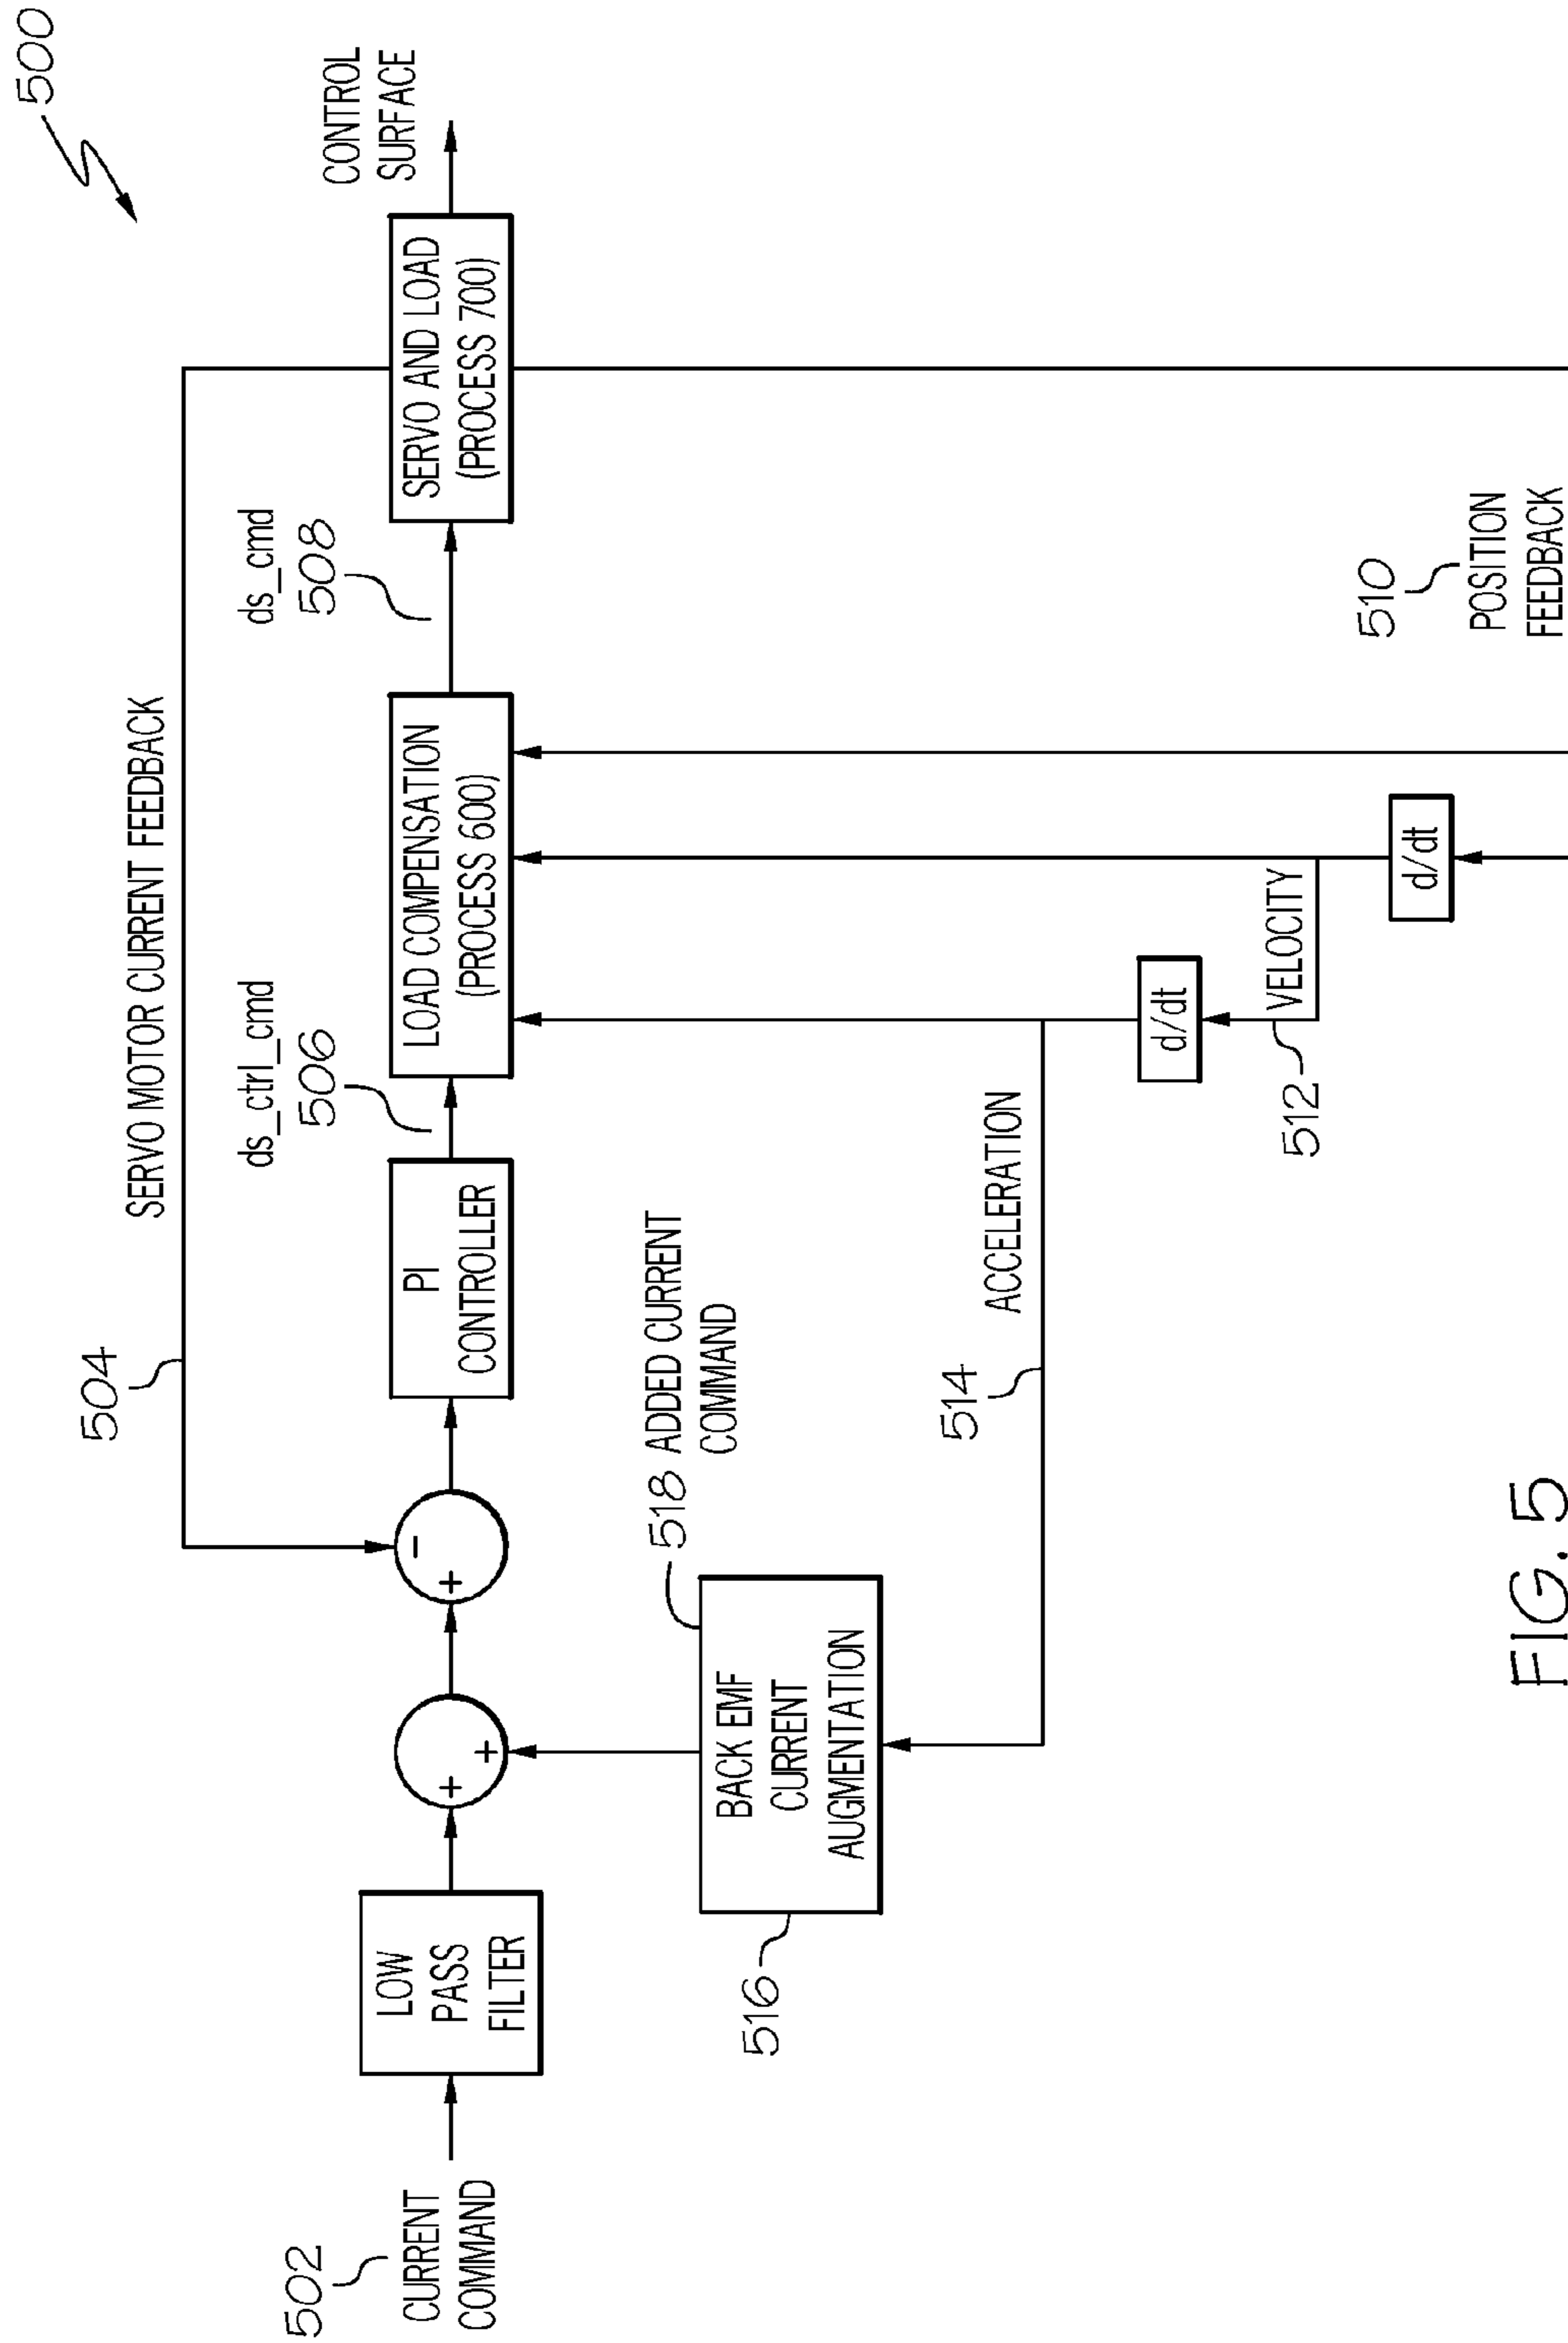 500
504
SERVO MOTOR CURRENT FEEDBACK
502
CURRENT
COMMAND
LOW
PASS
FILTER
+
+
+
-
PI
CONTROLLER
ds_ctrl_cmd
506
LOAD COMPENSATION
(PROCESS 600)
ds_cmd
508
SERVO AND LOAD
(PROCESS 700)
CONTROL
SURFACE
516
BACK EMF
CURRENT
AUGMENTATION
518 ADDED CURRENT
COMMAND
514
ACCELERATION
d/dt
512
VELOCITY
d/dt
510
POSITION
FEEDBACK
FIG. 5